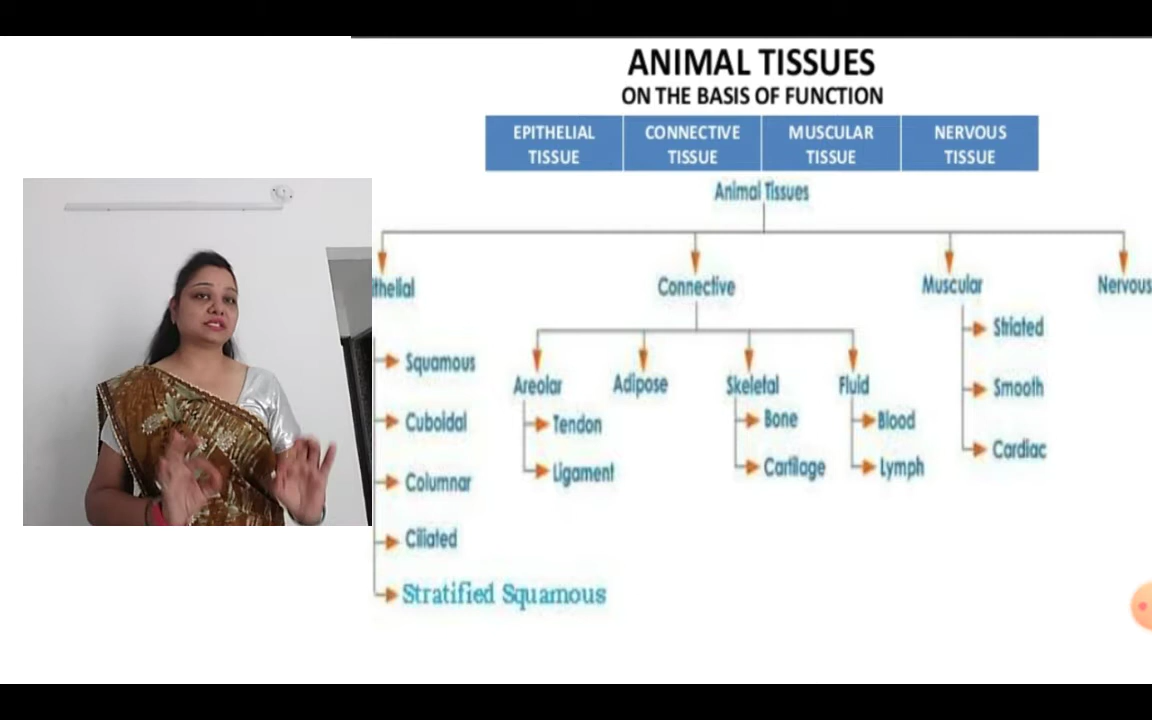 ANIMAL TISSUES
ON THE BASIS OF FUNCTION
EPITHELIAL TISSUE
CONNECTIVE TISSUE
MUSCULAR TISSUE
NERVOUS TISSUE
Animal Tissues
thelial
Squamous
Cuboidal
Columnar
Ciliated
Stratified Squamous
Connective
Areolar
Tendon
Ligament
Adipose
Skeletal
Bone
Cartilage
Fluid
Blood
Lymph
Muscular
Striated
Smooth
Cardiac
Nervous